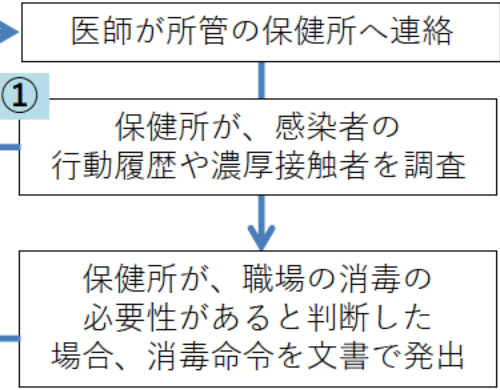 医師が所管の保健所へ連絡
①
保健所が、感染者の
行動履歴や濃厚接触者を調査
保健所が、職場の消毒の
必要性があると判断した
場合、消毒命令を文書で発出